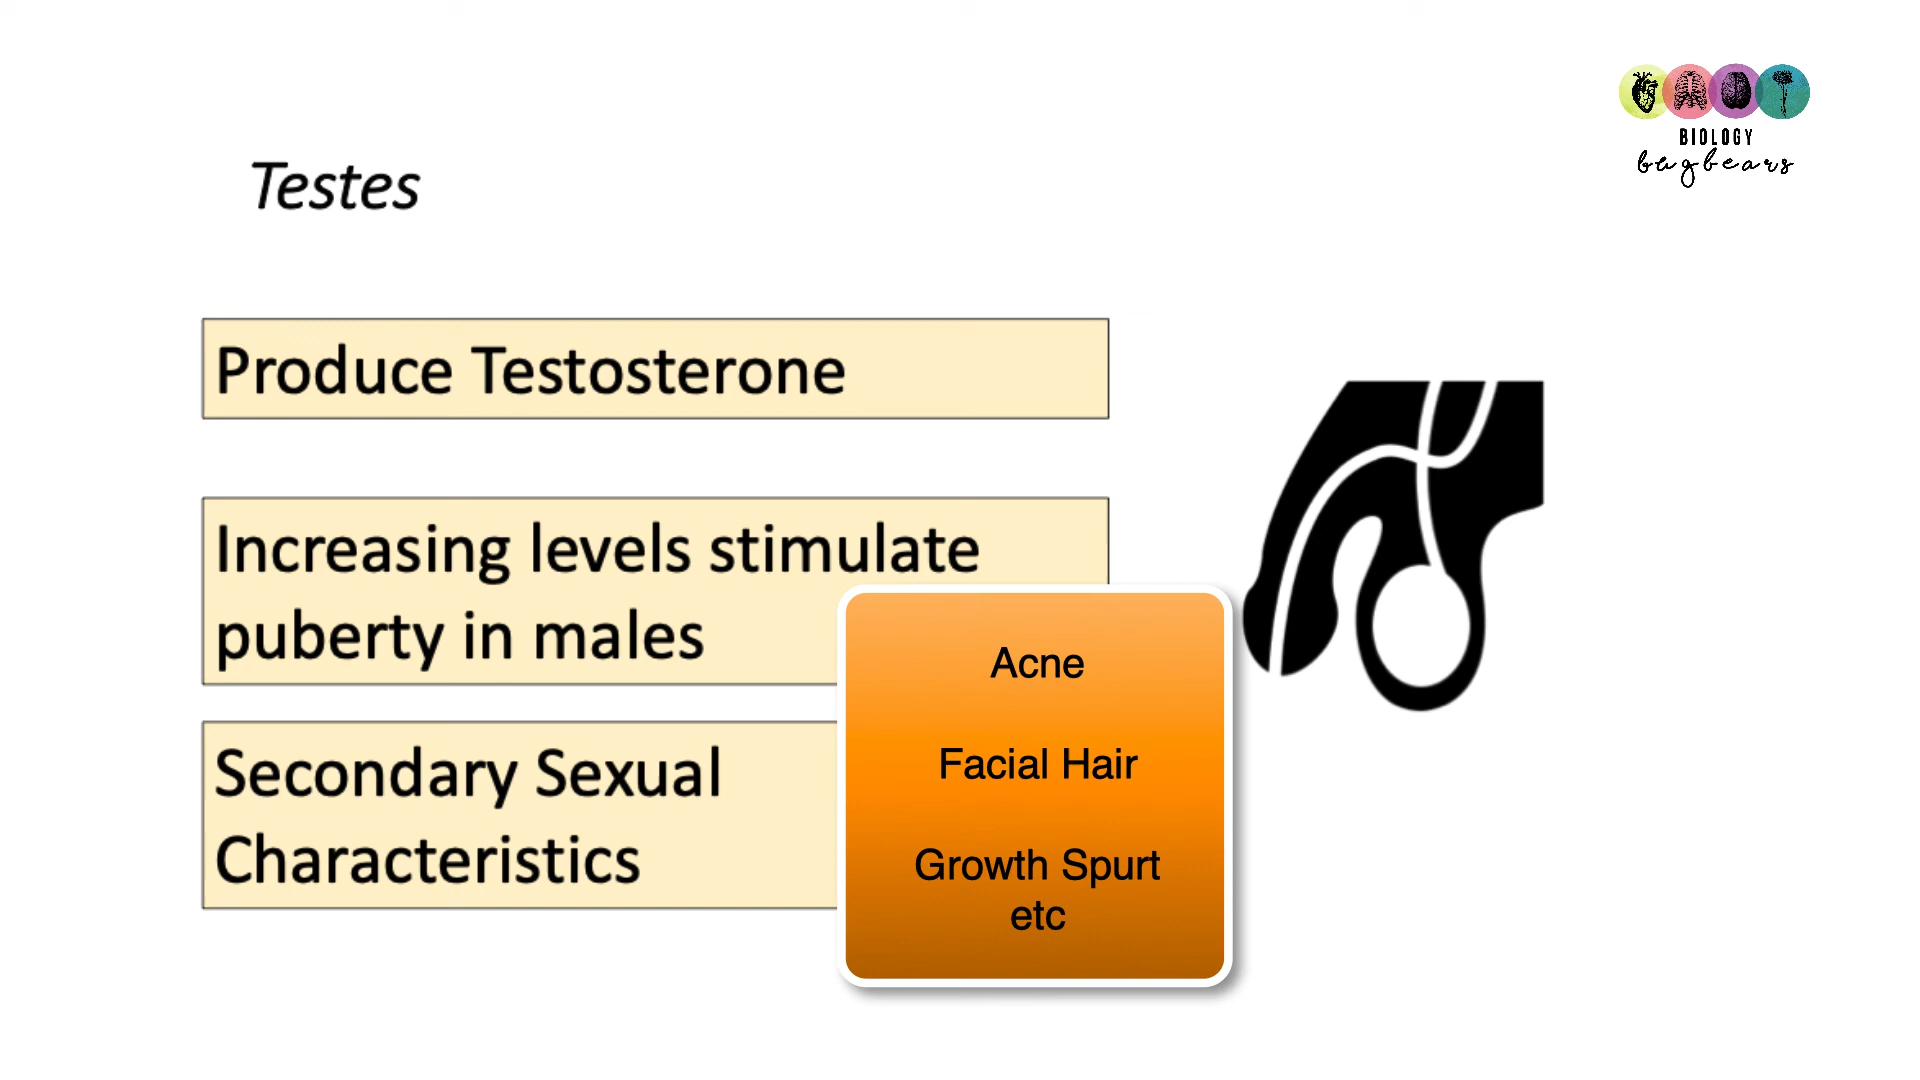 BIOLOGY
bugbears
Testes
Produce Testosterone
Increasing levels stimulate
puberty in males
Secondary Sexual
Characteristics
Acne
Facial Hair
Growth Spurt
etc